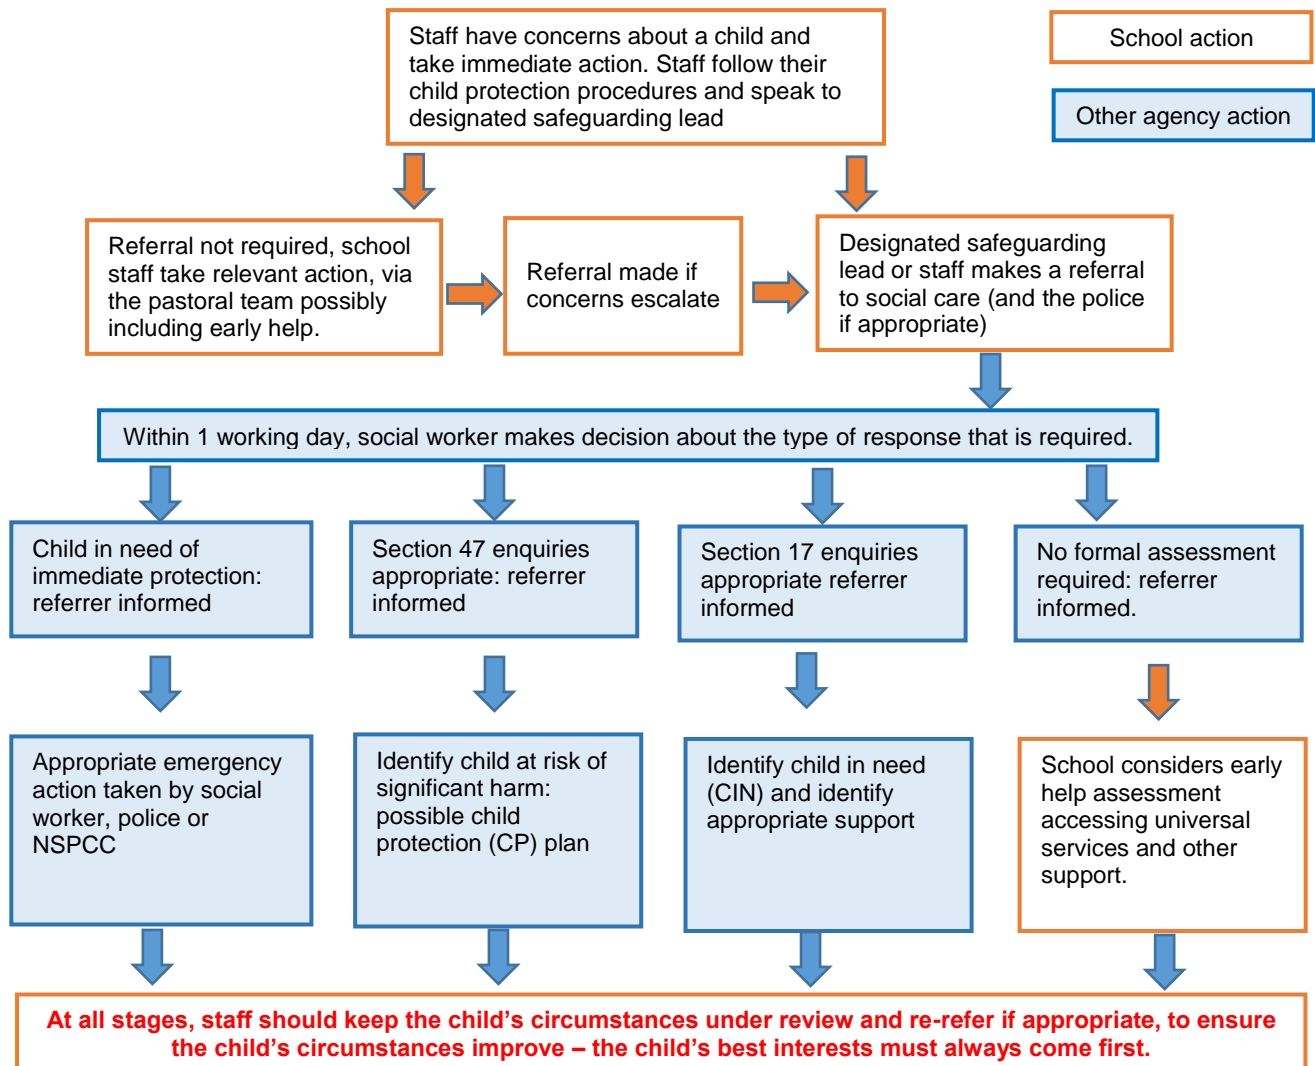 Staff have concerns about a child and
take immediate action. Staff follow their
child protection procedures and speak to
designated safeguarding lead
School action
Other agency action
Referral not required, school
staff take relevant action, via
the pastoral team possibly
including early help.
Referral made if
concerns escalate
Designated safeguarding
lead or staff makes a referral
to social care (and the police
if appropriate)
Within 1 working day, social worker makes decision about the type of response that is required.
Child in need of
immediate protection:
referrer informed
Section 47 enquiries
appropriate: referrer
informed
Section 17 enquiries
appropriate referrer
informed
No formal assessment
required: referrer
informed.
Appropriate emergency
action taken by social
worker, police or
NSPCC
Identify child at risk of
significant harm:
possible child
protection (CP) plan
Identify child in need
(CIN) and identify
appropriate support
School considers early
help assessment
accessing universal
services and other
support.
At all stages, staff should keep the child’s circumstances under review and re-refer if appropriate, to ensure
the child’s circumstances improve – the child’s best interests must always come first.